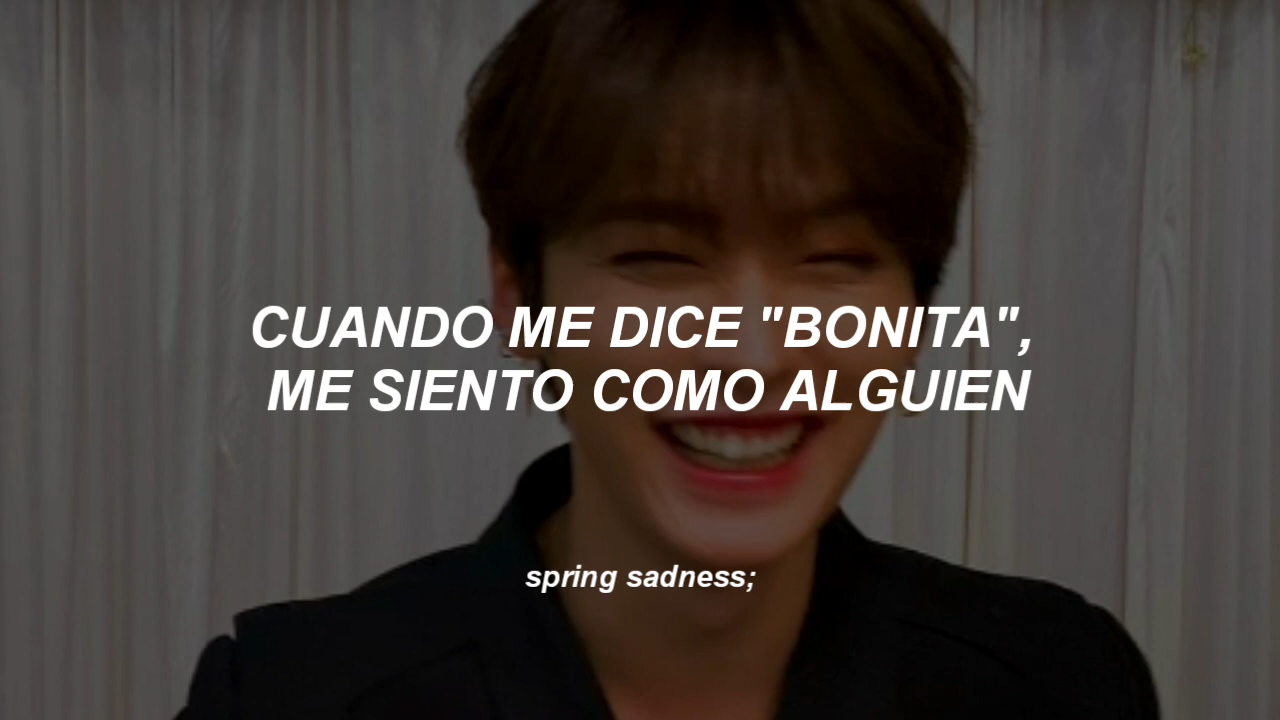 CUANDO ME DICE "BONITA",
ME SIENTO COMO ALGUIEN
spring sadness;